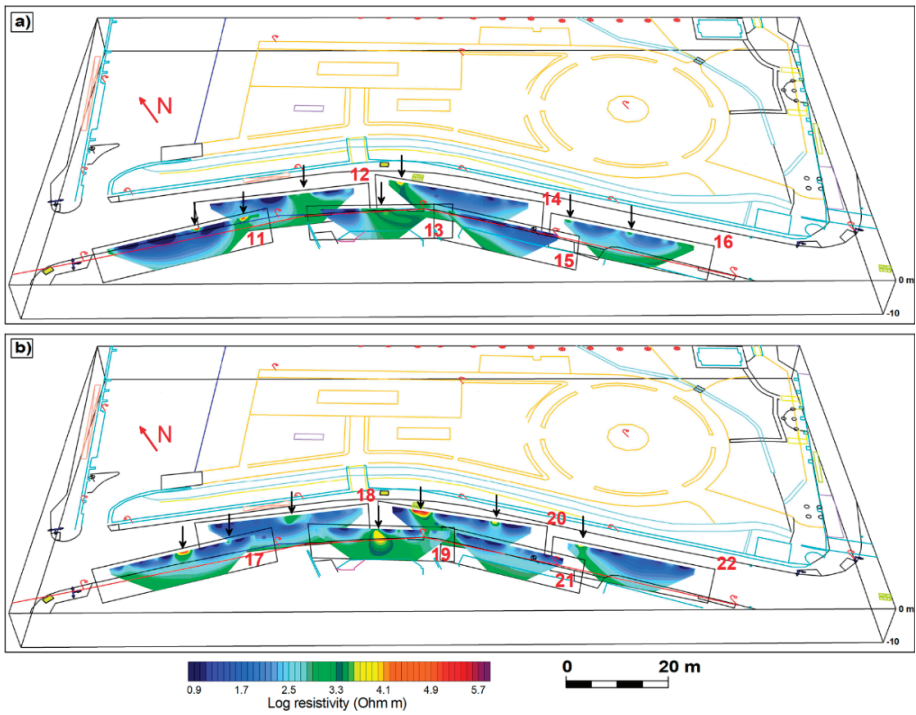 a)
N
12
14
11
13
16
15
0 m
-10
b)
N
18
20
17
19
22
21
0 m
-10
0.9 1.7 2.5 3.3 4.1 4.9 5.7
Log resistivity (Ohm m)
0 20 m